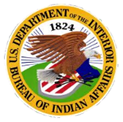 U.S. DEPARTMENT OF THE INTERIOR
1824
BUREAU OF INDIAN AFFAIRS